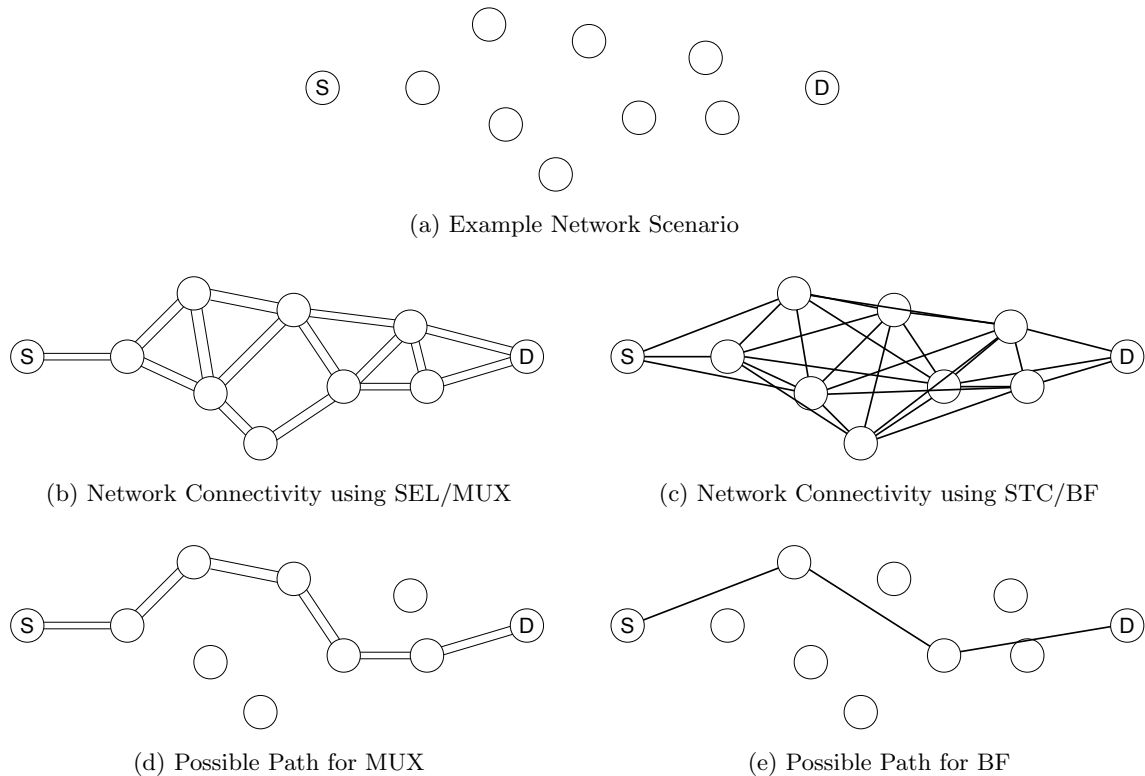 S D
(a) Example Network Scenario
S D S D
(b) Network Connectivity using SEL/MUX
(c) Network Connectivity using STC/BF
S D S D
(d) Possible Path for MUX
(e) Possible Path for BF